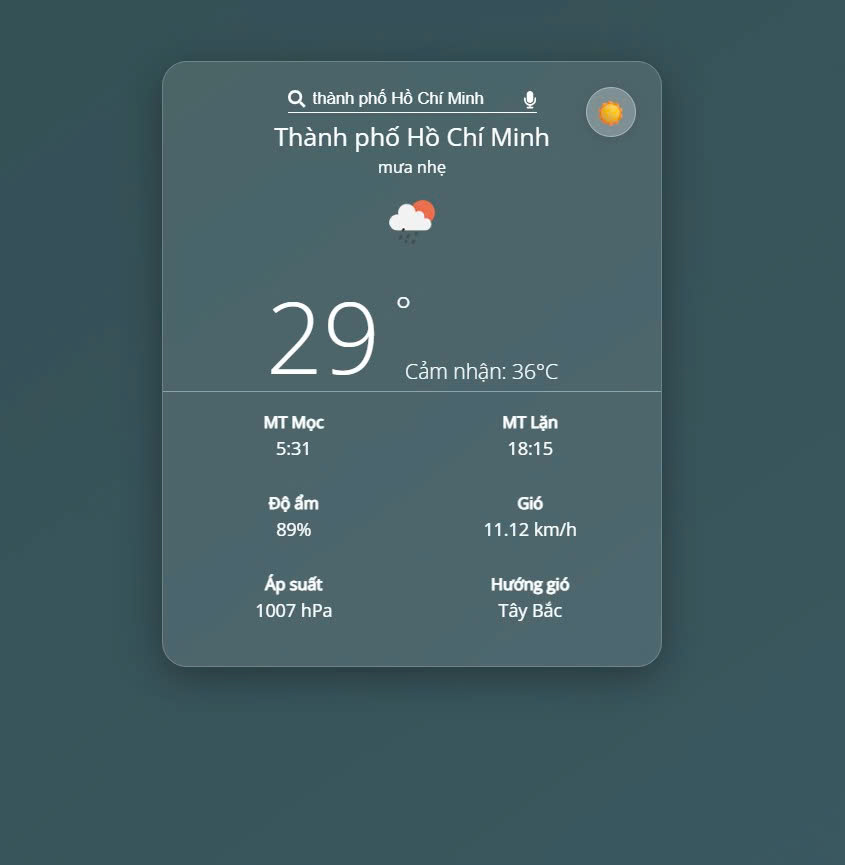 thành phố Hồ Chí Minh
Thành phố Hồ Chí Minh
mưa nhẹ
29°
Cảm nhận: 36°C
MT Mọc
MT Lặn
5:31
18:15
Độ ẩm
Gió
89%
11.12 km/h
Áp suất
Hướng gió
1007 hPa
Tây Bắc